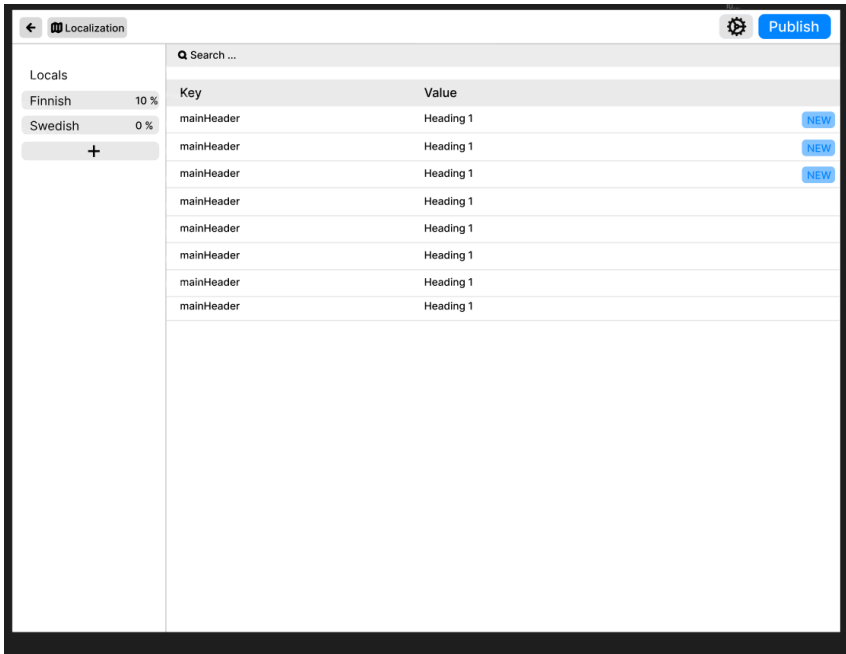 Localization
Publish
Search ...
Locals
Finnish 10 %
Swedish 0 %
+
Key Value
mainHeader Heading 1 NEW
mainHeader Heading 1 NEW
mainHeader Heading 1 NEW
mainHeader Heading 1
mainHeader Heading 1
mainHeader Heading 1
mainHeader Heading 1
mainHeader Heading 1